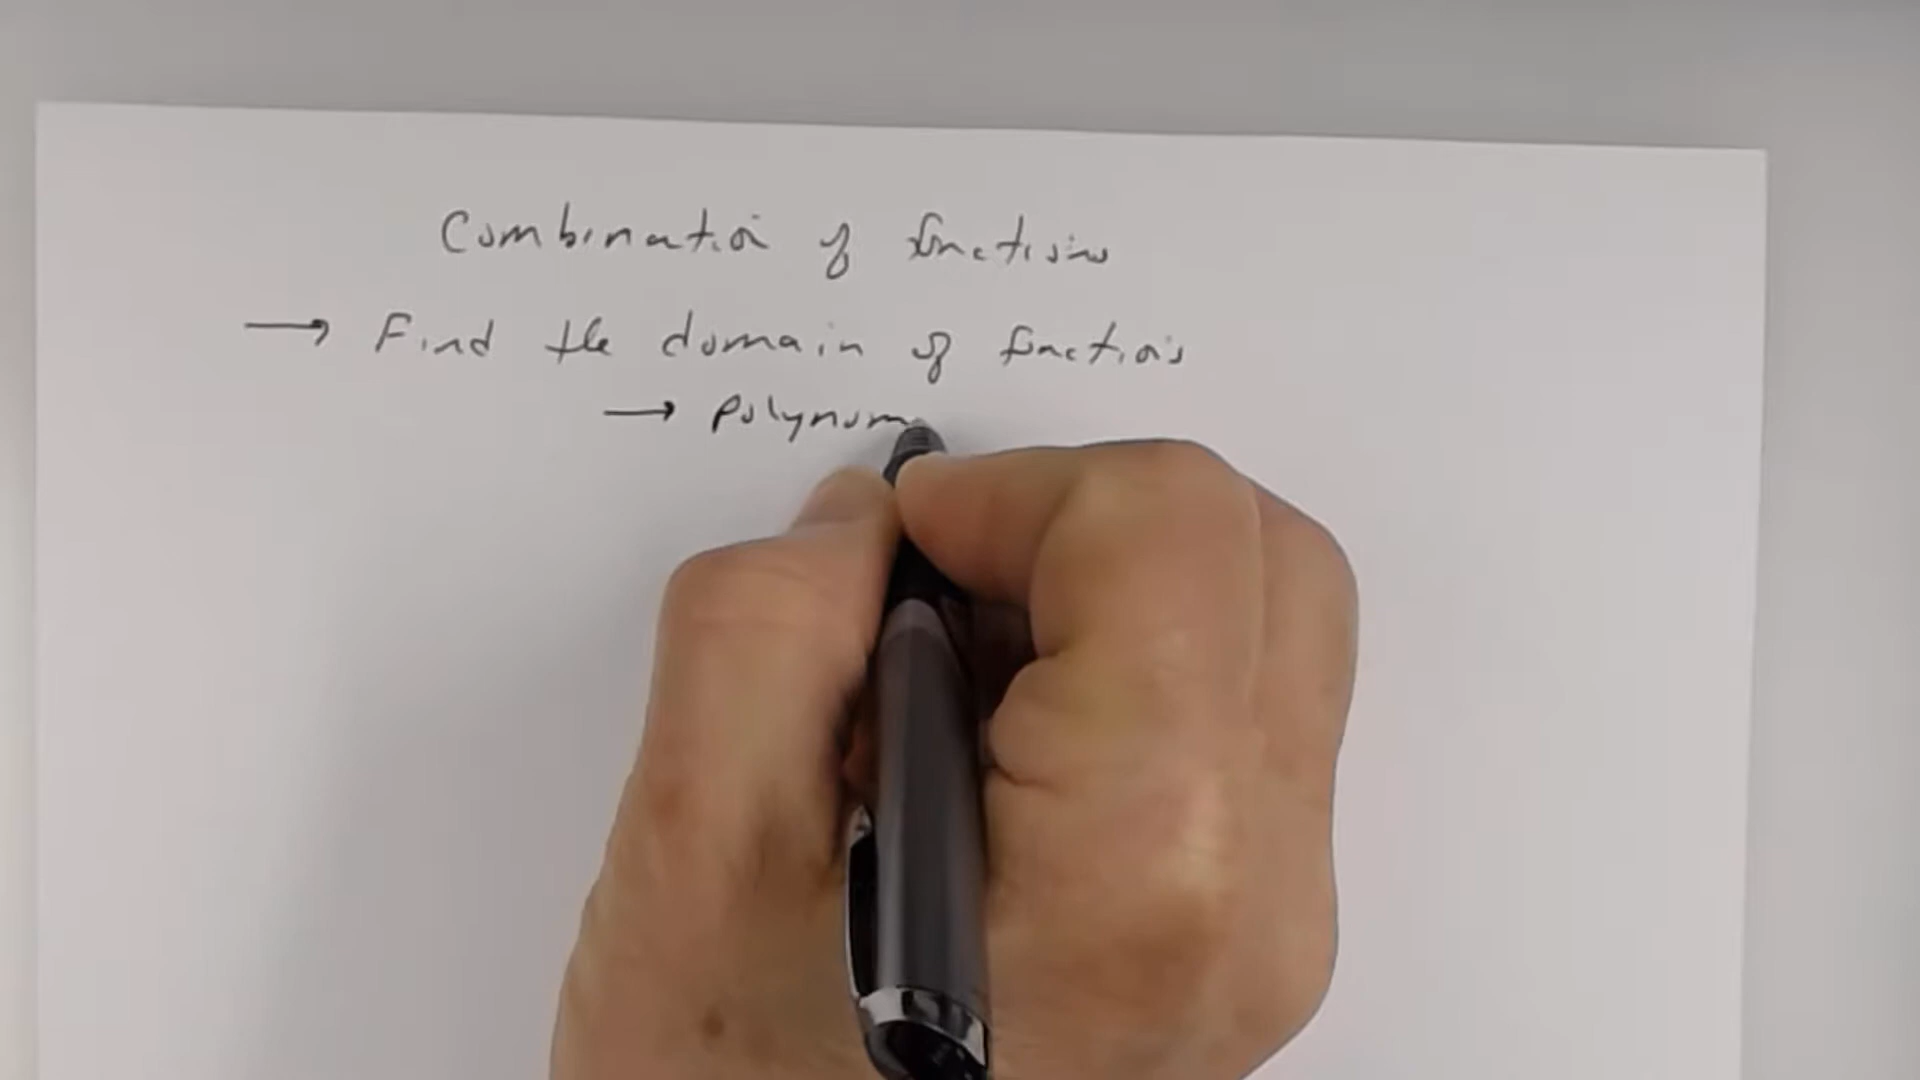 Combination of functions
→ Find the domain of functions
→ Polynom